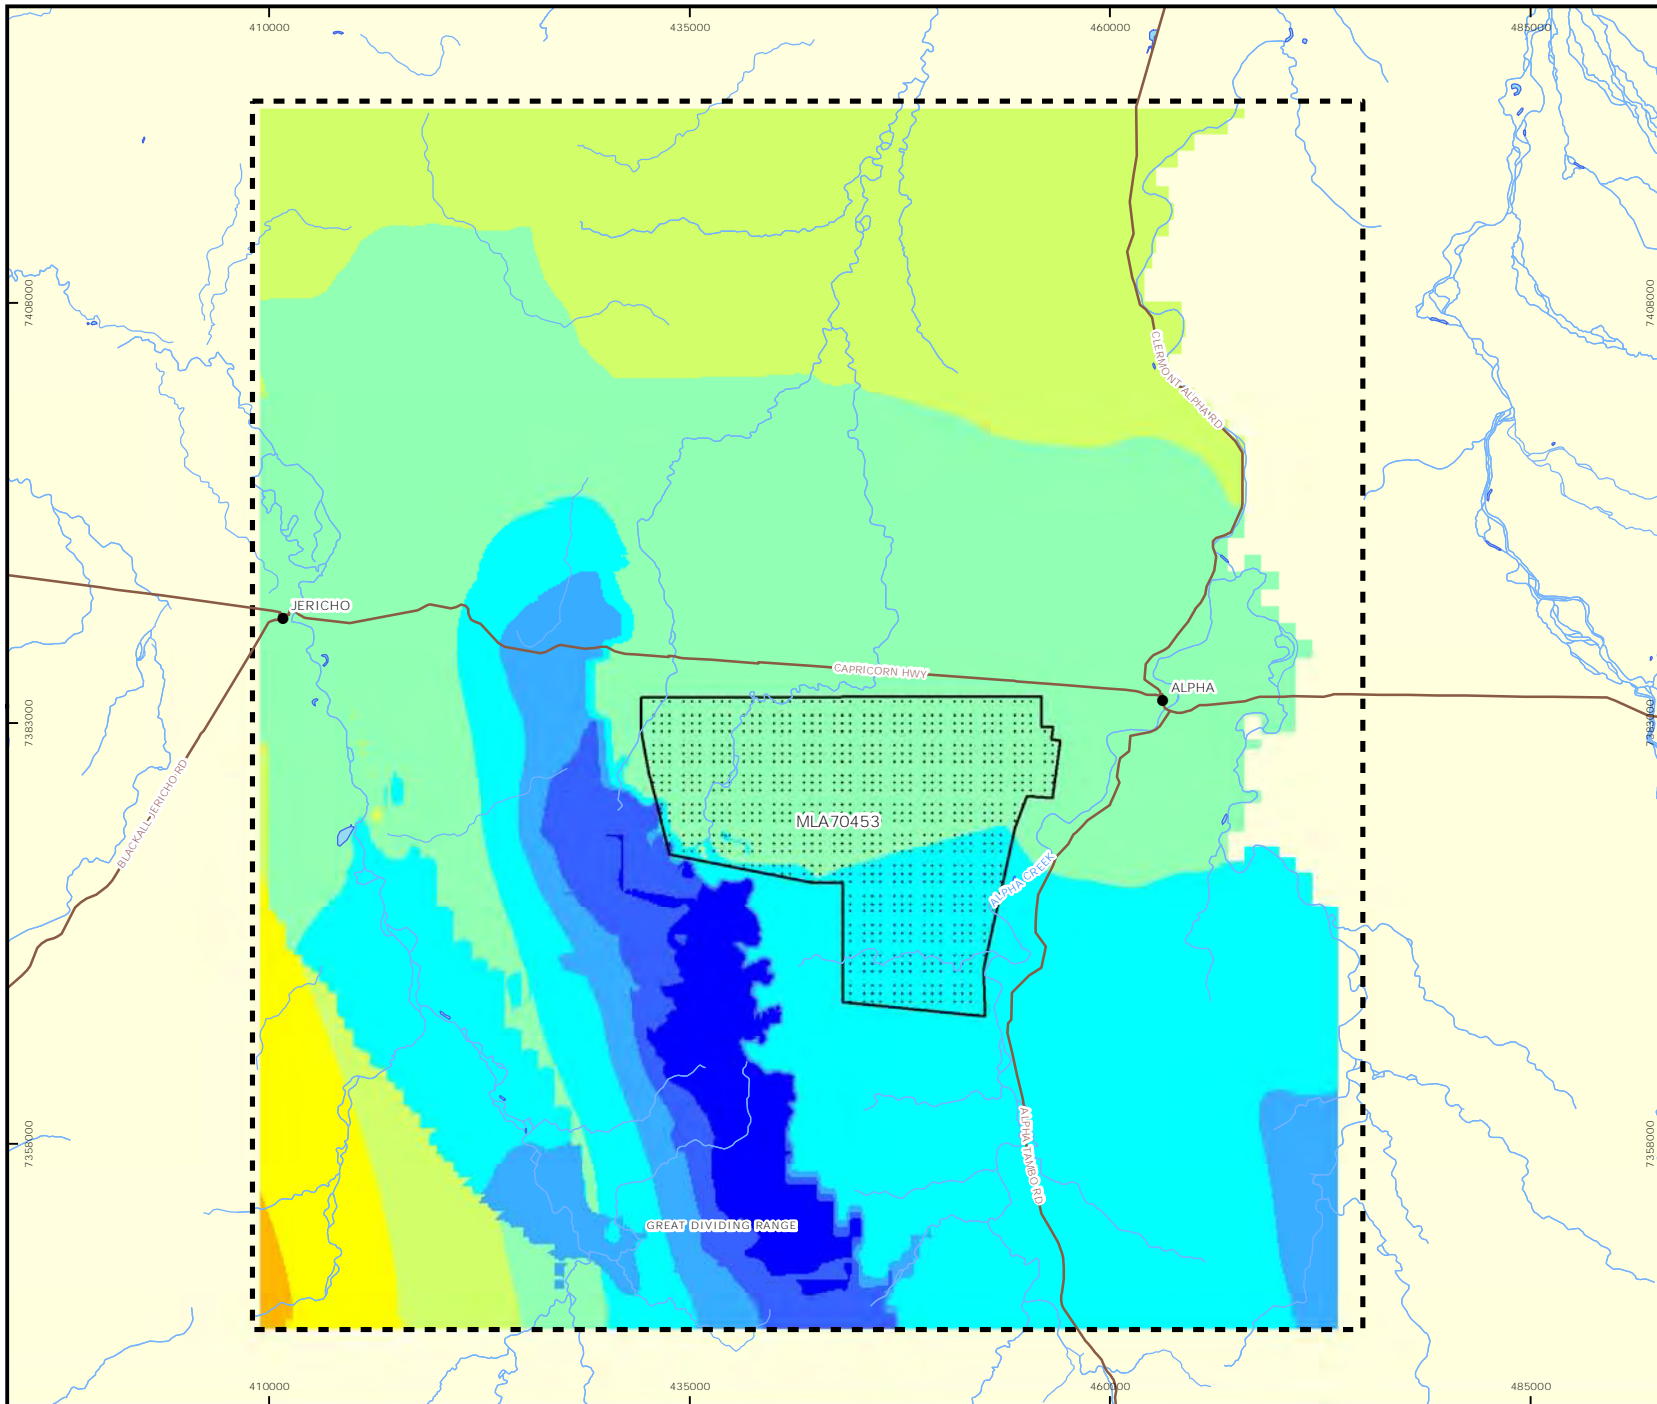 410000
435000
460000
485000
7408000
7408000
CLERMONT-ALPHA RD
JERICHO
CAPRICORN HWY
ALPHA
7383000
7383000
BLACKALL-JERICHO RD
MLA70453
ALPHA CREEK
7358000
7358000
ALPHA TAMBO RD
GREAT DIVIDING RANGE
410000
435000
460000
485000